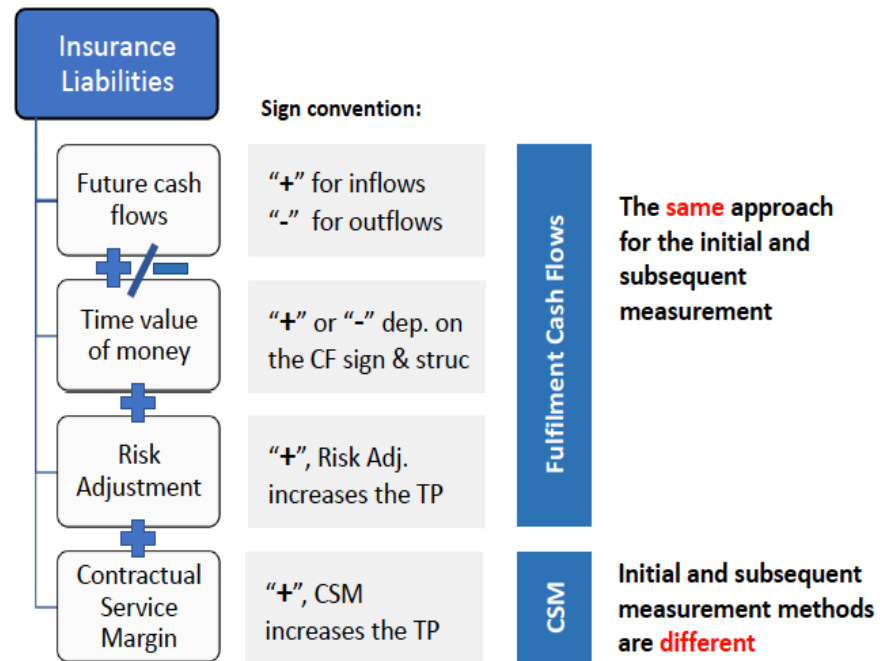 Insurance
Liabilities
Sign convention:
Future cash
flows
"+" for inflows
"-" for outflows
Time value
of money
"+" or "-" dep. on
the CF sign & struc
Risk
Adjustment
"+", Risk Adj.
increases the TP
Contractual
Service
Margin
"+", CSM
increases the TP
Fulfilment Cash Flows
CSM
The same approach
for the initial and
subsequent
measurement
Initial and subsequent
measurement methods
are different